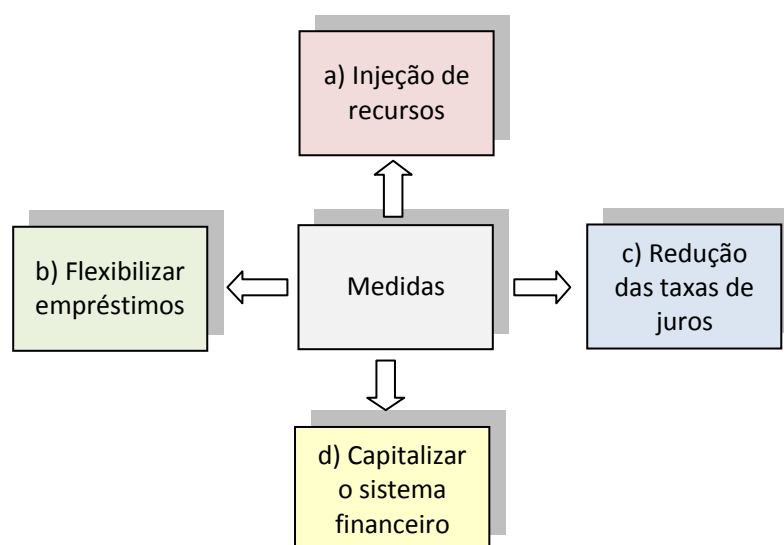 a) Injeção de
recursos
b) Flexibilizar
empréstimos
Medidas
c) Redução
das taxas de
juros
d) Capitalizar
o sistema
financeiro